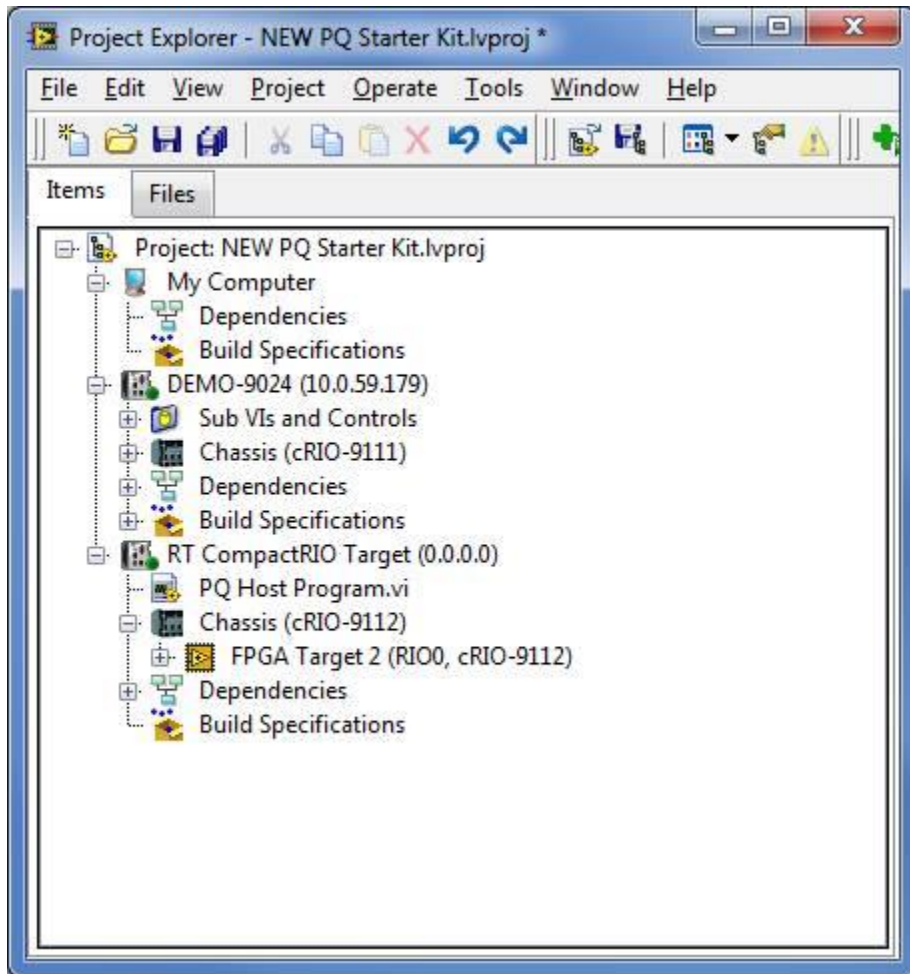 Project Explorer - NEW PQ Starter Kit.lvproj *
File Edit View Project Operate Tools Window Help
Items Files
Project: NEW PQ Starter Kit.lvproj
My Computer
Dependencies
Build Specifications
DEMO-9024 (10.0.59.179)
Sub VIs and Controls
Chassis (cRIO-9111)
Dependencies
Build Specifications
RT CompactRIO Target (0.0.0.0)
PQ Host Program.vi
Chassis (cRIO-9112)
FPGA Target 2 (RIO0, cRIO-9112)
Dependencies
Build Specifications